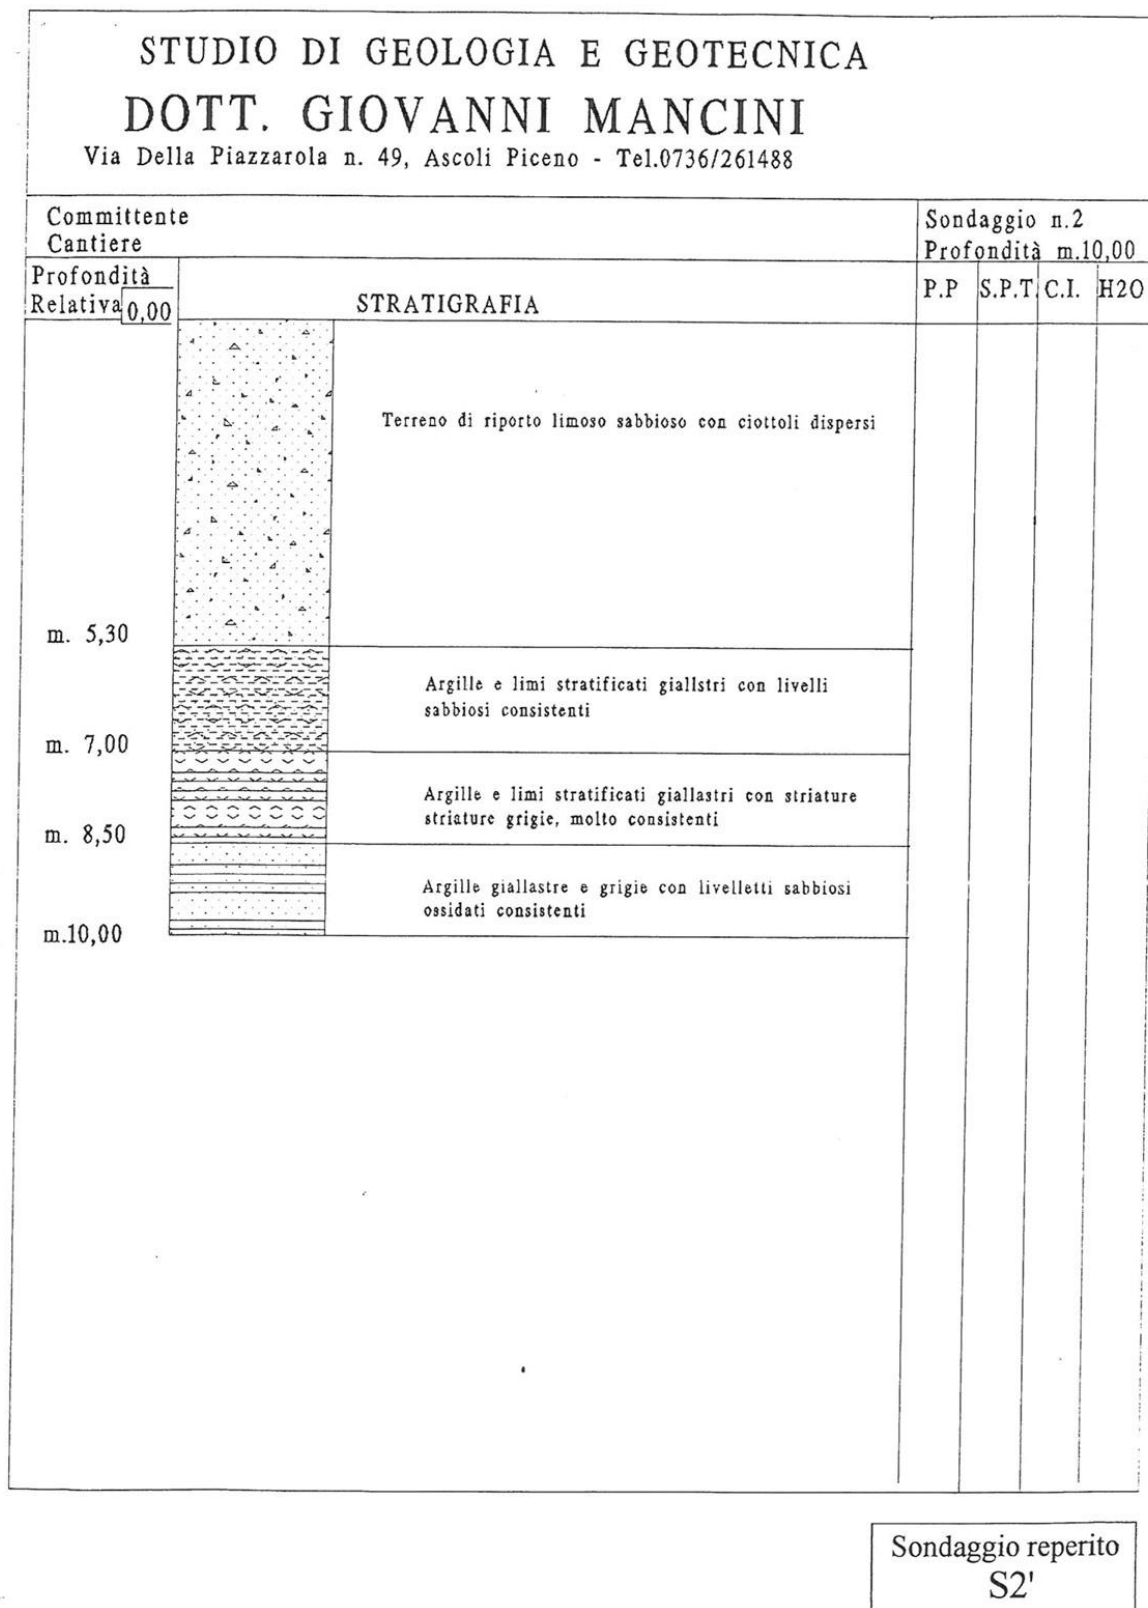 STUDIO DI GEOLOGIA E GEOTECNICA
DOTT. GIOVANNI MANCINI
Via Della Piazzarola n. 49, Ascoli Piceno - Tel.0736/261488
Committente
Cantiere
Sondaggio n.2
Profondità m.10,00
Profondità
Relativa 0,00
STRATIGRAFIA
P.P S.P.T. C.I. H2O
Terreno di riporto limoso sabbioso con ciottoli dispersi
m. 5,30
Argille e limi stratificati giallstri con livelli
sabbiosi consistenti
m. 7,00
Argille e limi stratificati giallastri con striature
striature grigie, molto consistenti
m. 8,50
Argille giallastre e grigie con livelletti sabbiosi
ossidati consistenti
m.10,00
Sondaggio reperito
S2'